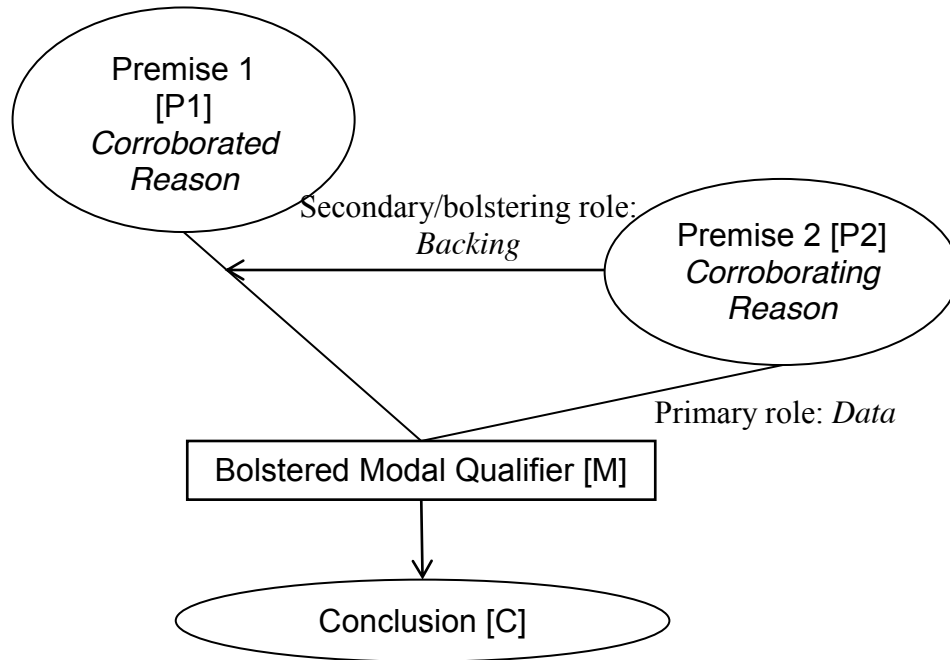 Premise 1
[P1]
Corroborated
Reason
Secondary/bolstering role:
Backing
Premise 2 [P2]
Corroborating
Reason
Primary role: Data
Bolstered Modal Qualifier [M]
Conclusion [C]